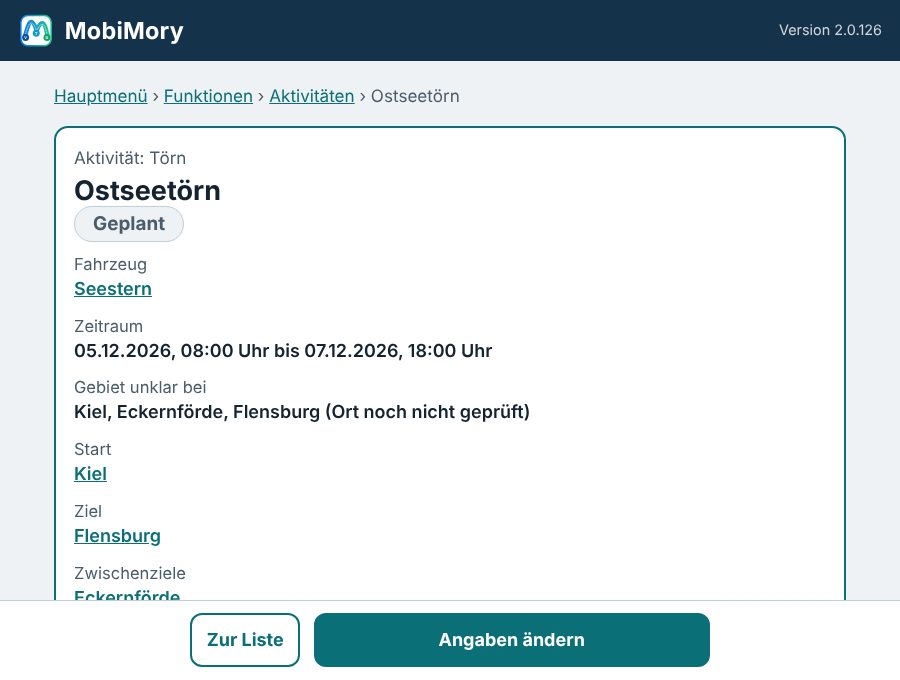 MobiMory
Version 2.0.126
Hauptmenü › Funktionen › Aktivitäten › Ostseetörn
Aktivität: Törn
Ostseetörn
Geplant
Fahrzeug
Seestern
Zeitraum
05.12.2026, 08:00 Uhr bis 07.12.2026, 18:00 Uhr
Gebiet unklar bei
Kiel, Eckernförde, Flensburg (Ort noch nicht geprüft)
Start
Kiel
Ziel
Flensburg
Zwischenziele
Eckernförde
Zur Liste
Angaben ändern